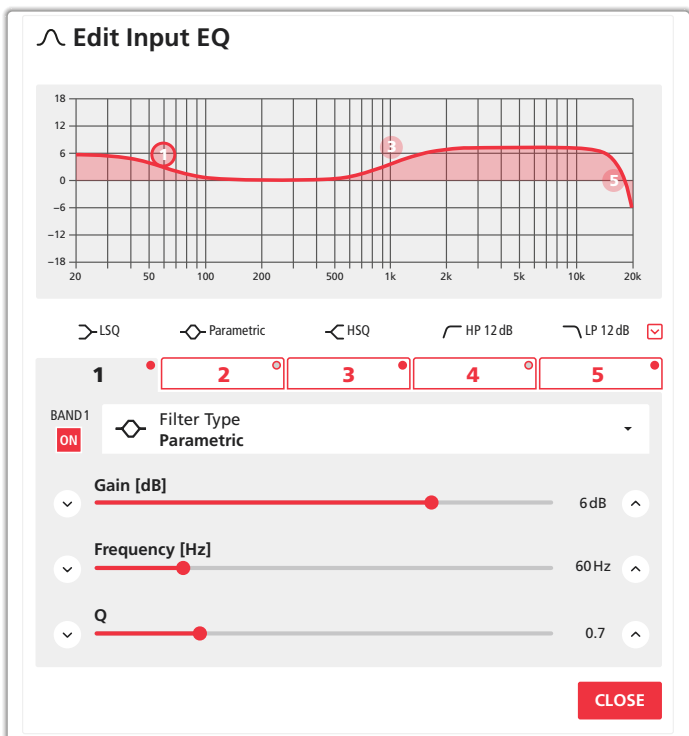 Edit Input EQ
18
12
6
0
−6
−12
−18
1
3
5
20 50 100 200 500 1k 2k 5k 10k 20k
LSQ Parametric HSQ HP 12 dB LP 12 dB
1 2 3 4 5
BAND 1
ON
Filter Type
Parametric
Gain [dB]
6 dB
Frequency [Hz]
60 Hz
Q
0.7
CLOSE